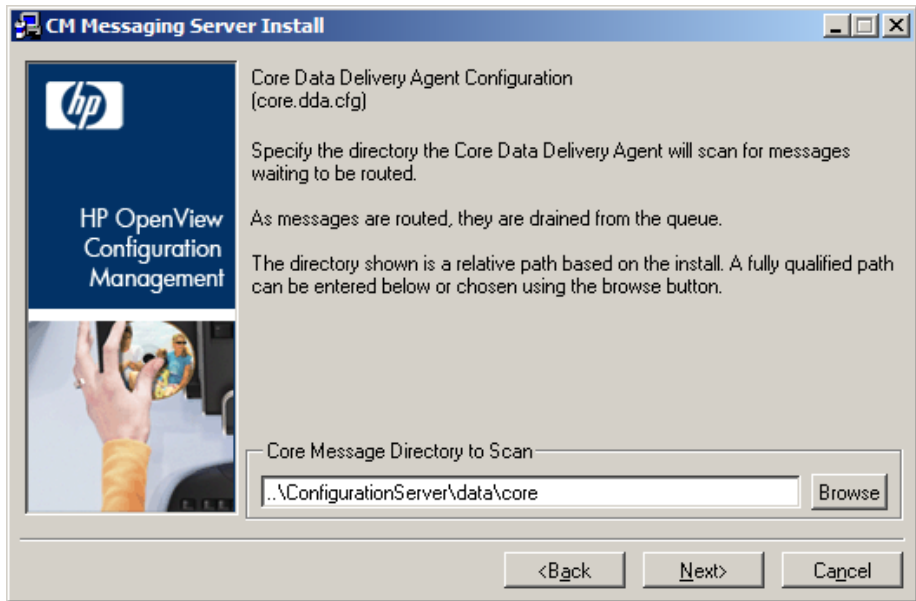 CM Messaging Server Install
hp
HP OpenView
Configuration
Management
Core Data Delivery Agent Configuration
(core.dda.cfg)
Specify the directory the Core Data Delivery Agent will scan for messages
waiting to be routed.
As messages are routed, they are drained from the queue.
The directory shown is a relative path based on the install. A fully qualified path
can be entered below or chosen using the browse button.
Core Message Directory to Scan
..\ConfigurationServer\data\core
Browse
<Back
Next>
Cancel